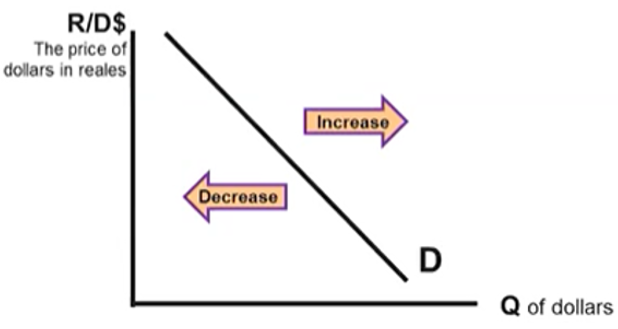 R/D$
The price of
dollars in reales
Increase
Decrease
D
Q of dollars